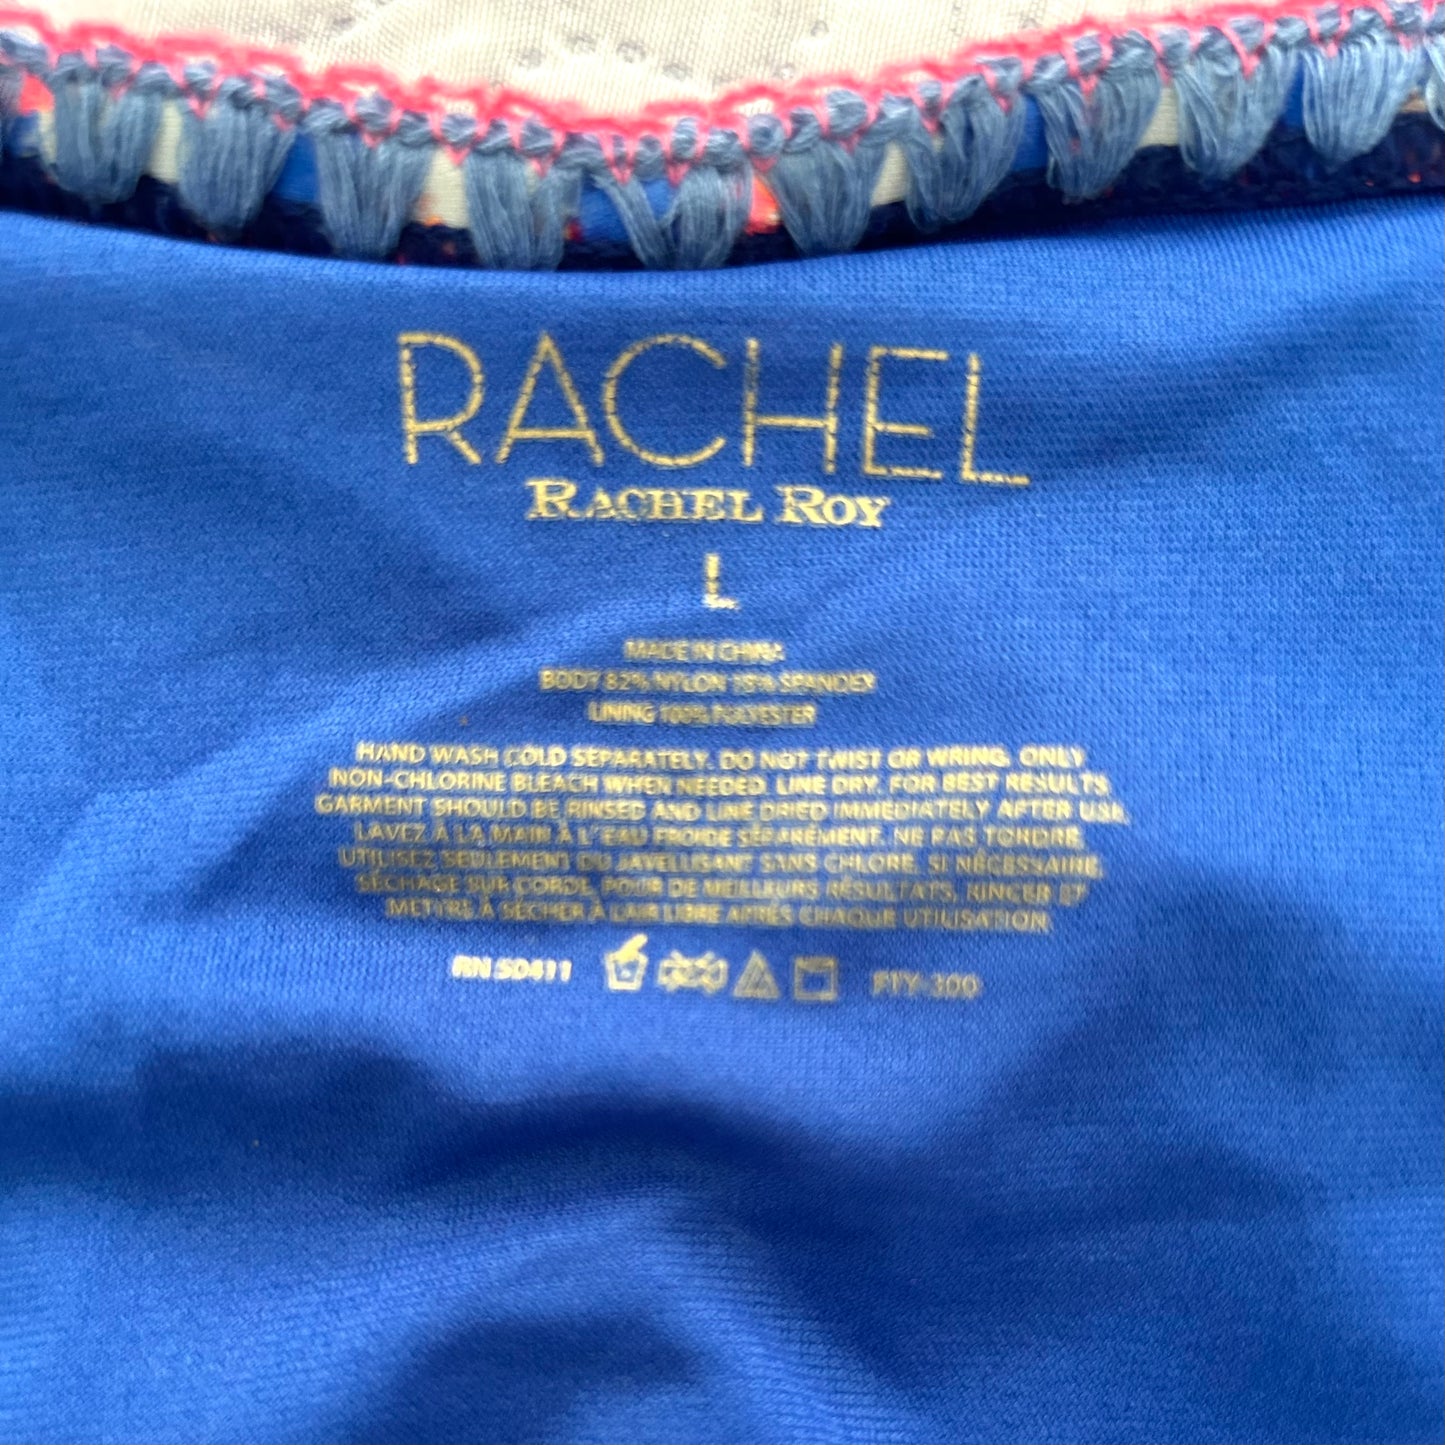 RACHEL
RACHEL ROY
L
MADE IN CHINA
BODY 82% NYLON 18% SPANDEX
LINING 100% POLYESTER
HAND WASH COLD SEPARATELY. DO NOT TWIST OR WRING. ONLY
NON-CHLORINE BLEACH WHEN NEEDED. LINE DRY. FOR BEST RESULTS,
GARMENT SHOULD BE RINSED AND LINE DRIED IMMEDIATELY AFTER USE.
LAVEZ À LA MAIN À L'EAU FROIDE SÉPARÉMENT. NE PAS TORDRE.
UTILISEZ SEULEMENT DU JAVELLISANT SANS CHLORE, SI NÉCESSAIRE.
SÉCHAGE SUR CORDE. POUR DE MEILLEURS RÉSULTATS, RINCER ET
METTRE À SÉCHER À L'AIR LIBRE APRÈS CHAQUE UTILISATION.
RN 50411 FTY-300